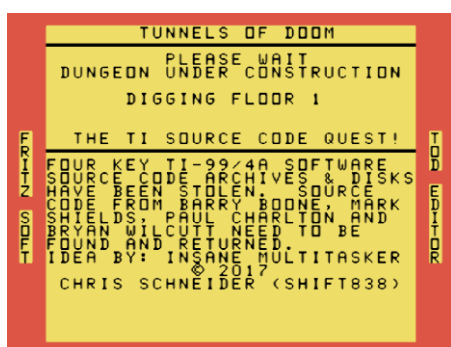 TUNNELS OF DOOM
PLEASE WAIT
DUNGEON UNDER CONSTRUCTION
DIGGING FLOOR 1
THE TI SOURCE CODE QUEST!
FOUR KEY TI-99/4A SOFTWARE
SOURCE CODE ARCHIVES & DISKS
HAVE BEEN STOLEN. SOURCE
CODE FROM BARRY BOONE, MARK
SHIELDS, PAUL CHARLTON AND
BRYAN WILCUTT NEED TO BE
FOUND AND RETURNED.
IDEA BY: INSANE MULTITASKER
© 2017
CHRIS SCHNEIDER (SHIFT838)
FRITZ SOFT
TOD EDITOR